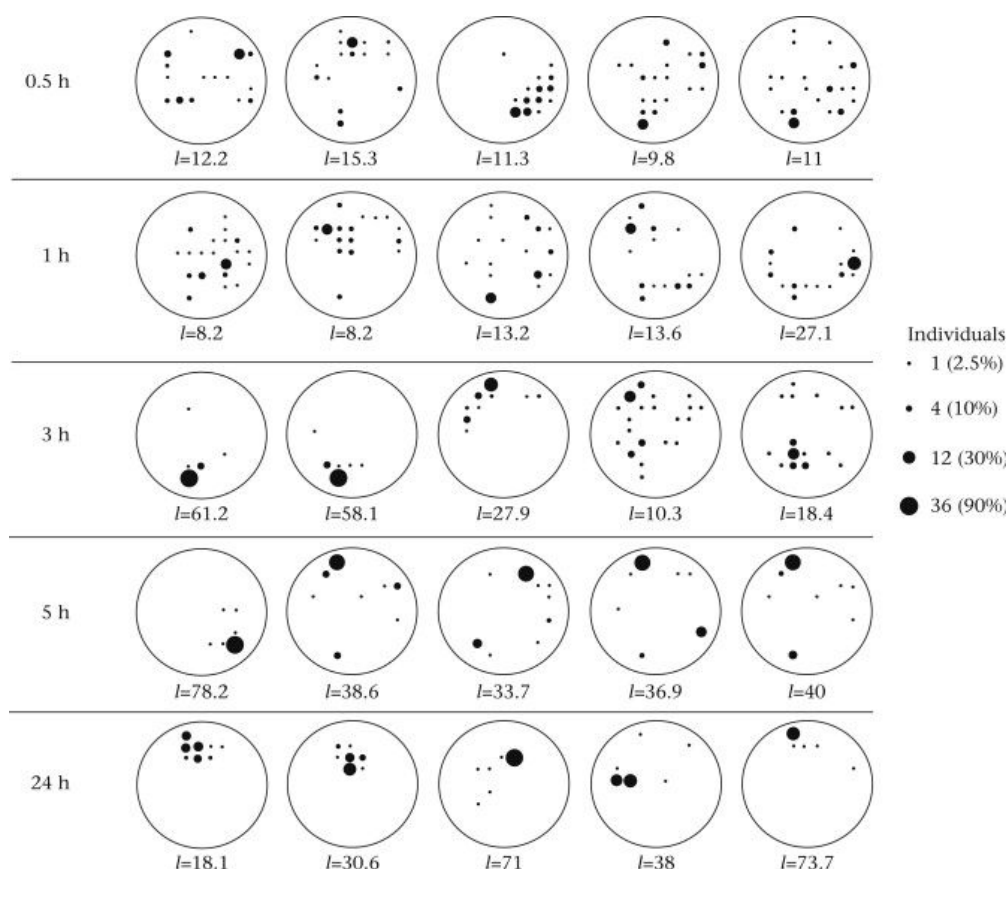 0.5 h
l=12.2 l=15.3 l=11.3 l=9.8 l=11
1 h
l=8.2 l=8.2 l=13.2 l=13.6 l=27.1
Individuals
1 (2.5%)
4 (10%)
12 (30%)
36 (90%)
3 h
l=61.2 l=58.1 l=27.9 l=10.3 l=18.4
5 h
l=78.2 l=38.6 l=33.7 l=36.9 l=40
24 h
l=18.1 l=30.6 l=71 l=38 l=73.7